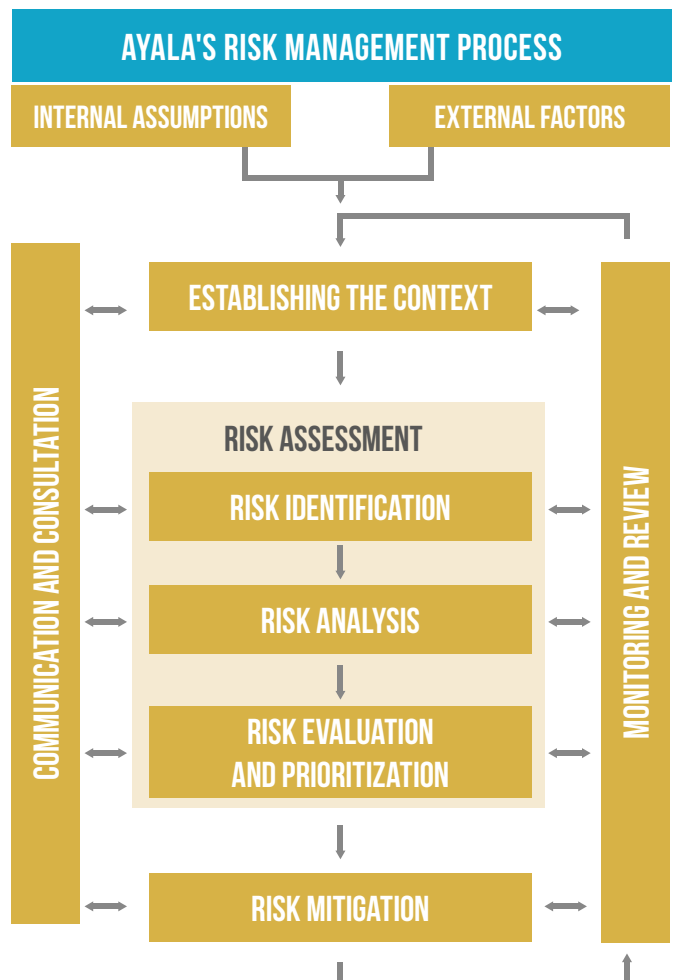 AYALA'S RISK MANAGEMENT PROCESS
INTERNAL ASSUMPTIONS
EXTERNAL FACTORS
ESTABLISHING THE CONTEXT
COMMUNICATION AND CONSULTATION
RISK ASSESSMENT
RISK IDENTIFICATION
RISK ANALYSIS
RISK EVALUATION
AND PRIORITIZATION
MONITORING AND REVIEW
RISK MITIGATION